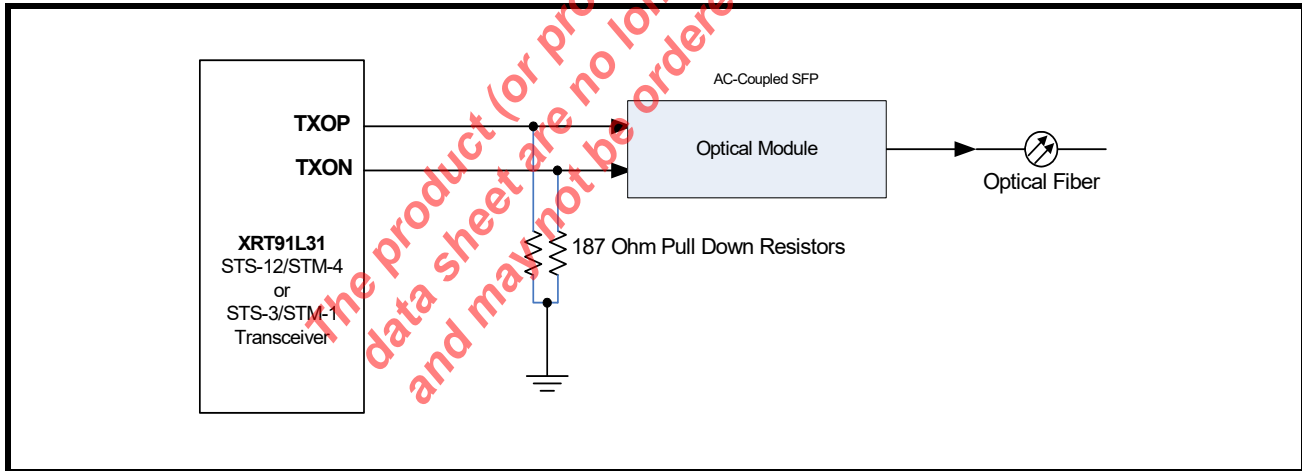 AC-Coupled SFP
TXOP
TXON
Optical Module
Optical Fiber
XRT91L31
STS-12/STM-4
or
STS-3/STM-1
Transceiver
187 Ohm Pull Down Resistors
The product (or pro
data sheet are no lon
and may not be ordere